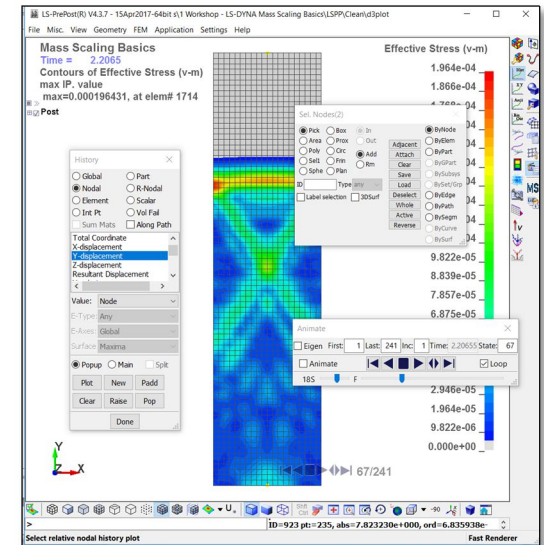 LS-PrePost(R) V4.3.7 - 15Apr2017-64bit s\1 Workshop - LS-DYNA Mass Scaling Basics\LSPP\Clean\d3plot
File Misc. View Geometry FEM Application Settings Help
Mass Scaling Basics
Time = 2.2065
Contours of Effective Stress (v-m)
max IP. value
max=0.000196431, at elem# 1714
Post
Effective Stress (v-m)
1.964e-04
1.866e-04
9.822e-05
8.839e-05
7.857e-05
6.875e-05
2.946e-05
1.964e-05
9.822e-06
0.000e+00
Sel. Nodes(2)
Pick Box In
Area Prox Out
Poly Circ
Sel1 Frin Add
Sphe Plan Rm
ID Type any
Label selection 3DSurf
Adjacent
Attach
Clear
Save
Load
Deselect
Whole
Active
Reverse
ByNode
ByElem
ByPart
ByGPart
BySubsys
BySet/Grp
ByEdge
ByPath
BySegm
ByCurve
BySurf
History
Global Part
Nodal R-Nodal
Element Scalar
Int Pt Vol Fail
Sum Mats Along Path
Total Coordinate
X-displacement
Y-displacement
Z-displacement
Resultant Displacement
Value: Node
E-Type: Any
E-Axes: Global
Surface: Maxima
Popup Main Split
Plot New Padd
Clear Raise Pop
Done
Animate
Eigen First: 1 Last: 241 Inc: 1 Time: 2.20655 State: 67
Animate Loop
18S F
Y
Z X
67/241
>
ID=923 pt:=235, abs=7.823230e+000, ord=6.835938e-
Select relative nodal history plot
Fast Renderer